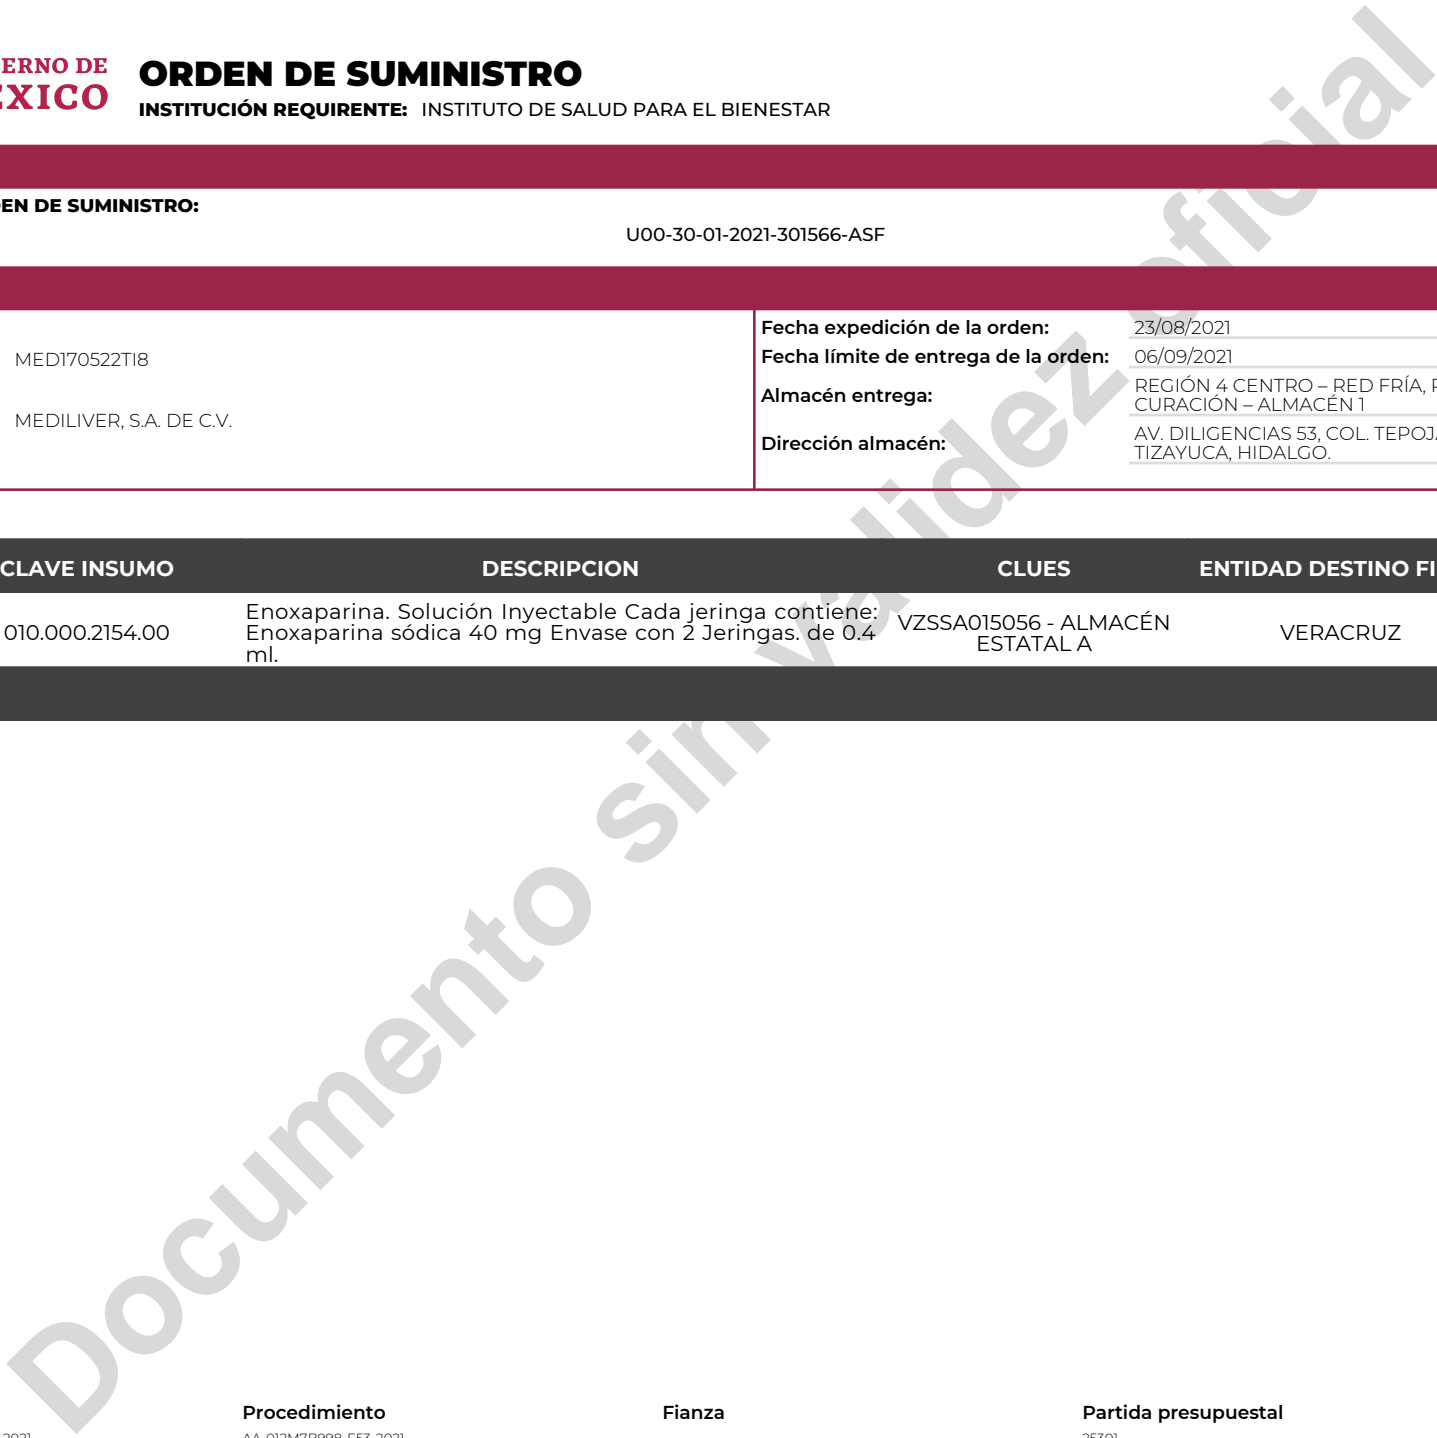 ERNO DE
EXICO
ORDEN DE SUMINISTRO
INSTITUCIÓN REQUIRENTE: INSTITUTO DE SALUD PARA EL BIENESTAR
EN DE SUMINISTRO:
U00-30-01-2021-301566-ASF
MED170522TI8
MEDILIVER, S.A. DE C.V.
Fecha expedición de la orden: 23/08/2021
Fecha límite de entrega de la orden: 06/09/2021
Almacén entrega: REGIÓN 4 CENTRO – RED FRÍA,
CURACIÓN – ALMACÉN 1
Dirección almacén: AV. DILIGENCIAS 53, COL. TEPOJ
TIZAYUCA, HIDALGO.
CLAVE INSUMO DESCRIPCION CLUES ENTIDAD DESTINO FI
010.000.2154.00
Enoxaparina. Solución Inyectable Cada jeringa contiene:
Enoxaparina sódica 40 mg Envase con 2 Jeringas. de 0.4
ml.
VZSSA015056 - ALMACÉN
ESTATAL A
VERACRUZ
Documento sin validez oficial
Procedimiento Fianza Partida presupuestal